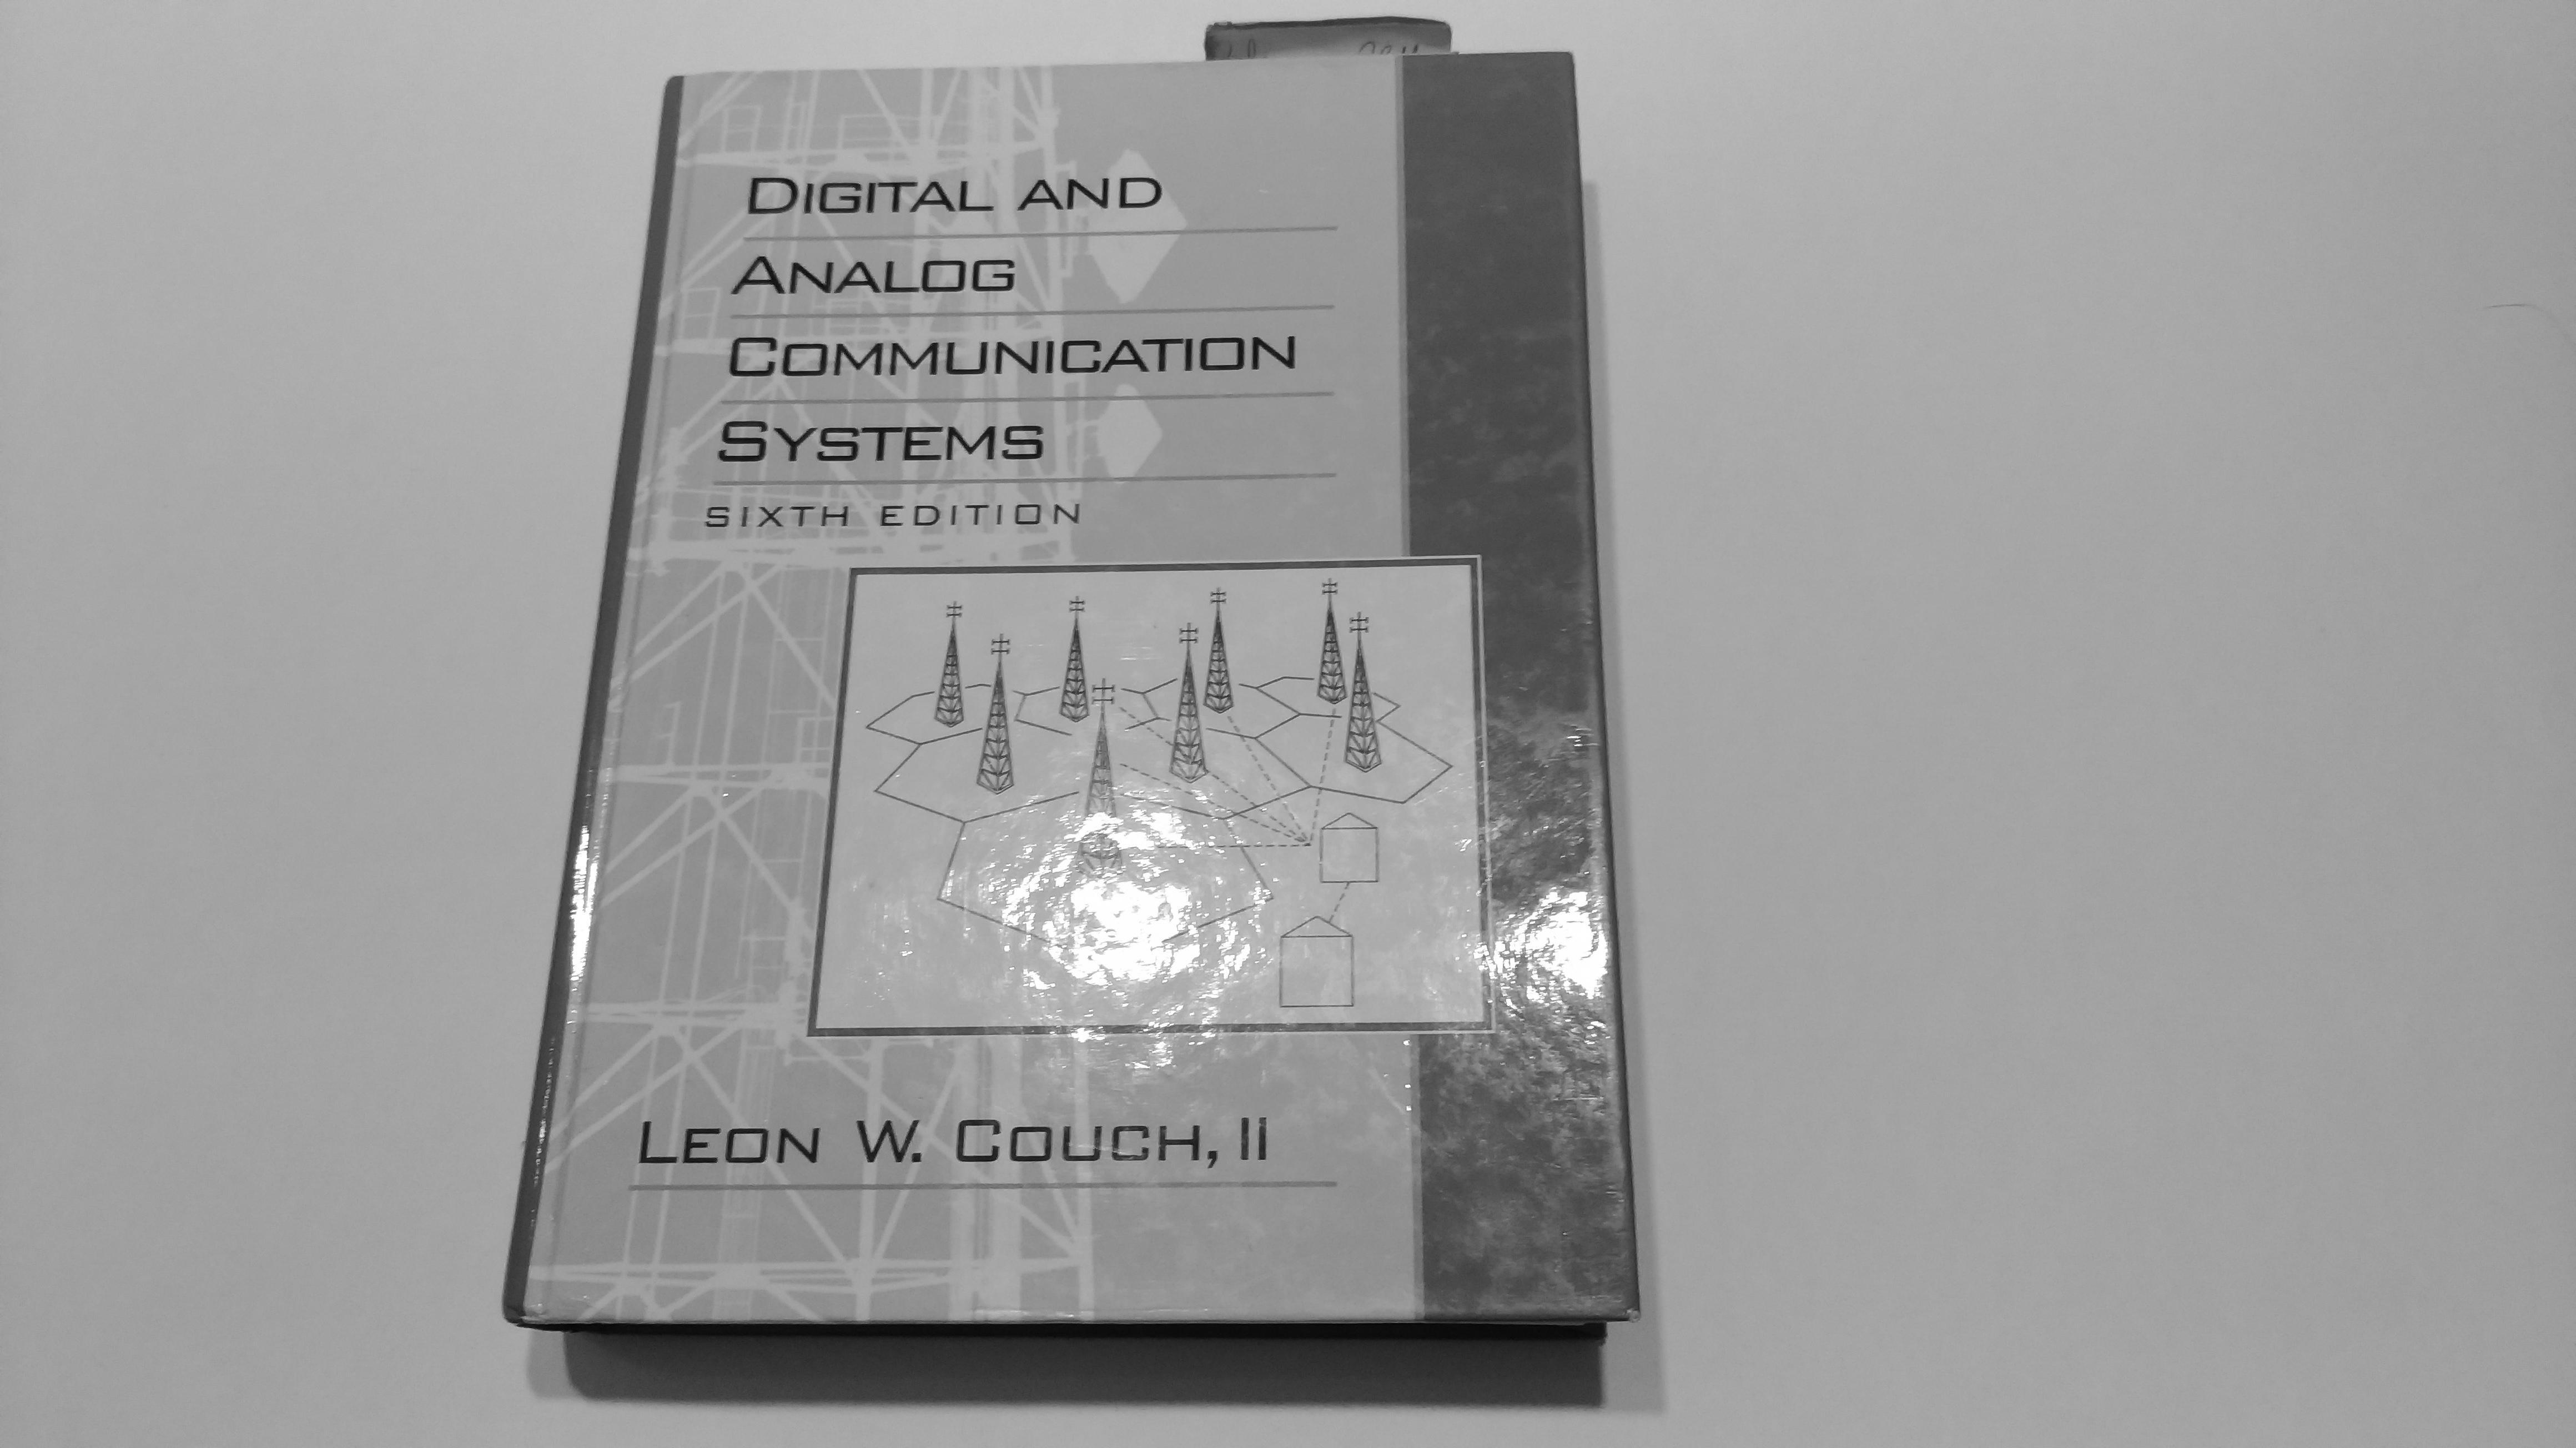 DIGITAL AND
ANALOG
COMMUNICATION
SYSTEMS
SIXTH EDITION
LEON W. COUCH, II